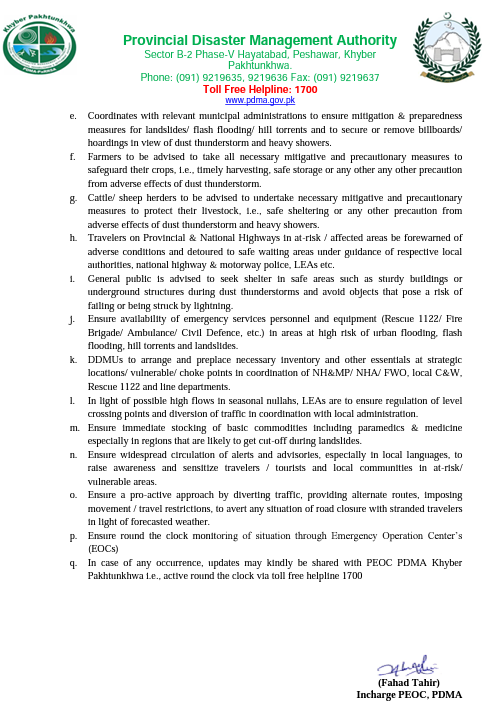 Khyber Pakhtunkhwa
Provincial Disaster Management Authority
Sector B-2 Phase-V Hayatabad, Peshawar, Khyber
Pakhtunkhwa.
Phone: (091) 9219635, 9219636 Fax: (091) 9219637
Toll Free Helpline: 1700
www.pdma.gov.pk
e. Coordinates with relevant municipal administrations to ensure mitigation & preparedness
measures for landslides/ flash flooding/ hill torrents and to secure or remove billboards/
hoardings in view of dust thunderstorm and heavy showers.
f. Farmers to be advised to take all necessary mitigative and precautionary measures to
safeguard their crops, i.e., timely harvesting, safe storage or any other any other precaution
from adverse effects of dust thunderstorm.
g. Cattle/ sheep herders to be advised to undertake necessary mitigative and precautionary
measures to protect their livestock, i.e., safe sheltering or any other precaution from
adverse effects of dust thunderstorm and heavy showers.
h. Travelers on Provincial & National Highways in at-risk / affected areas be forewarned of
adverse conditions and detoured to safe waiting areas under guidance of respective local
authorities, national highway & motorway police, LEAs etc.
i. General public is advised to seek shelter in safe areas such as sturdy buildings or
underground structures during dust thunderstorms and avoid objects that pose a risk of
falling or being struck by lightning.
j. Ensure availability of emergency services personnel and equipment (Rescue 1122/ Fire
Brigade/ Ambulance/ Civil Defence, etc.) in areas at high risk of urban flooding, flash
flooding, hill torrents and landslides.
k. DDMUs to arrange and preplace necessary inventory and other essentials at strategic
locations/ vulnerable/ choke points in coordination of NH&MP/ NHA/ FWO, local C&W,
Rescue 1122 and line departments.
l. In light of possible high flows in seasonal nullahs, LEAs are to ensure regulation of level
crossing points and diversion of traffic in coordination with local administration.
m. Ensure immediate stocking of basic commodities including paramedics & medicine
especially in regions that are likely to get cut-off during landslides.
n. Ensure widespread circulation of alerts and advisories, especially in local languages, to
raise awareness and sensitize travelers / tourists and local communities in at-risk/
vulnerable areas.
o. Ensure a pro-active approach by diverting traffic, providing alternate routes, imposing
movement / travel restrictions, to avert any situation of road closure with stranded travelers
in light of forecasted weather.
p. Ensure round the clock monitoring of situation through Emergency Operation Center's
(EOCs)
q. In case of any occurrence, updates may kindly be shared with PEOC PDMA Khyber
Pakhtunkhwa i.e., active round the clock via toll free helpline 1700
(Fahad Tahir)
Incharge PEOC, PDMA